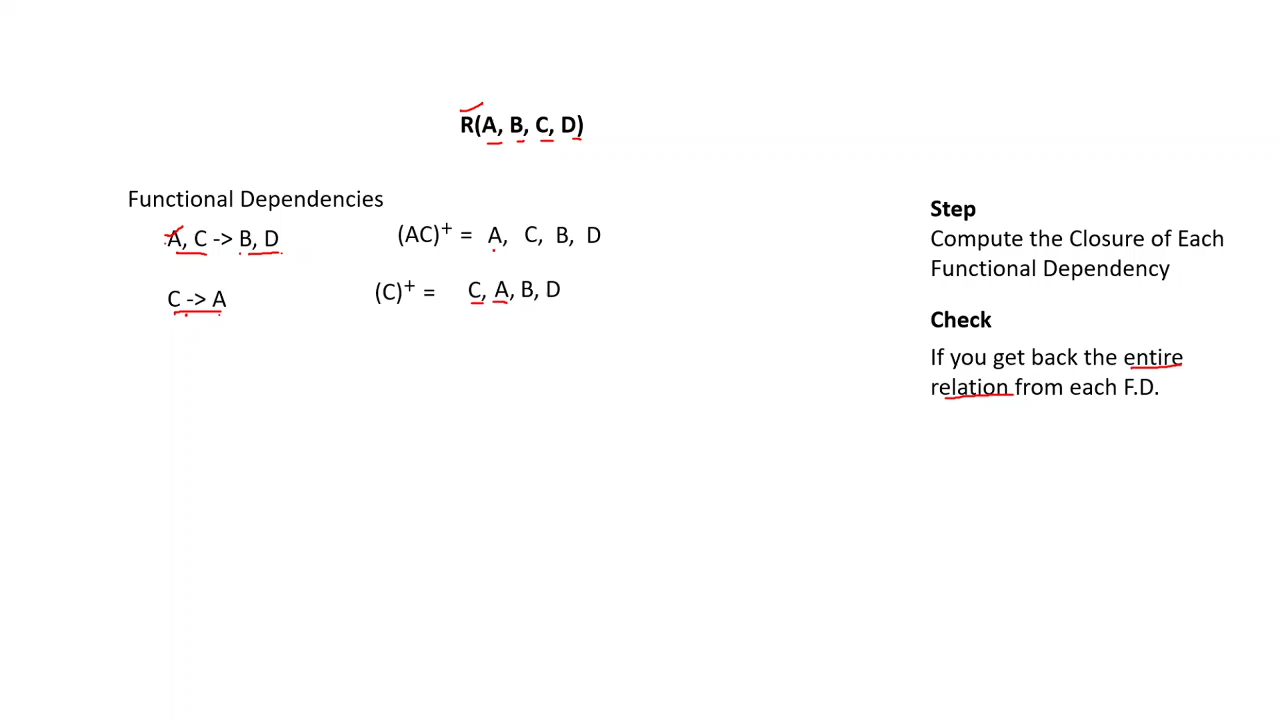 R(A, B, C, D)
Functional Dependencies
A, C -> B, D
(AC)+ = A, C, B, D
C -> A
(C)+ = C, A, B, D
Step
Compute the Closure of Each
Functional Dependency
Check
If you get back the entire
relation from each F.D.